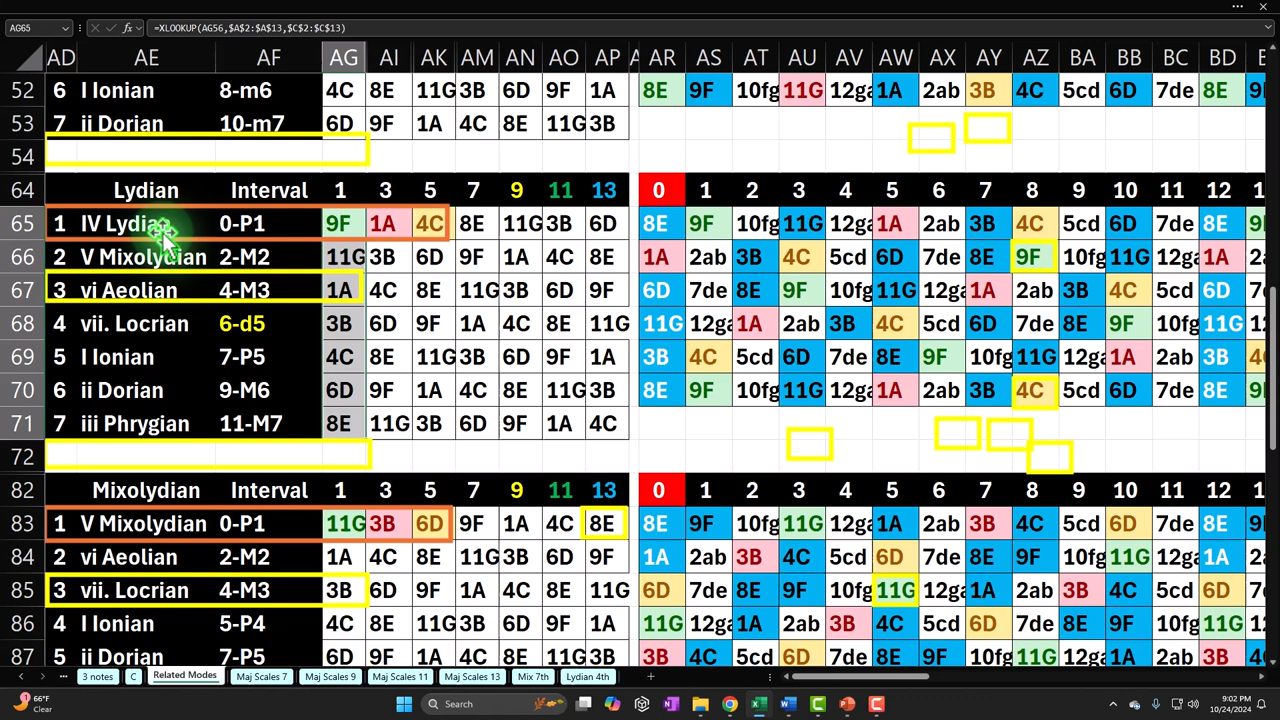 AG65 fx =XLOOKUP(AG56,$A$2:$A$13,$C$2:$C$13)
AD AE AF AG AI AK AM AN AO AP A AR AS AT AU AV AW AX AY AZ BA BB BC BD
52 6 I Ionian 8-m6 4C 8E 11G 3B 6D 9F 1A 8E 9F 10fg 11G 12ga 1A 2ab 3B 4C 5cd 6D 7de 8E 9
53 7 ii Dorian 10-m7 6D 9F 1A 4C 8E 11G 3B
54
64 Lydian Interval 1 3 5 7 9 11 13 0 1 2 3 4 5 6 7 8 9 10 11 12 1
65 1 IV Lydian 0-P1 9F 1A 4C 8E 11G 3B 6D 8E 9F 10fg 11G 12ga 1A 2ab 3B 4C 5cd 6D 7de 8E 9
66 2 V Mixolydian 2-M2 11G 3B 6D 9F 1A 4C 8E 1A 2ab 3B 4C 5cd 6D 7de 8E 9F 10fg 11G 12ga 1A 2
67 3 vi Aeolian 4-M3 1A 4C 8E 11G 3B 6D 9F 6D 7de 8E 9F 10fg 11G 12ga 1A 2ab 3B 4C 5cd 6D 7
68 4 vii. Locrian 6-d5 3B 6D 9F 1A 4C 8E 11G 11G 12ga 1A 2ab 3B 4C 5cd 6D 7de 8E 9F 10fg 11G 1
69 5 I Ionian 7-P5 4C 8E 11G 3B 6D 9F 1A 3B 4C 5cd 6D 7de 8E 9F 10fg 11G 12ga 1A 2ab 3B 4
70 6 ii Dorian 9-M6 6D 9F 1A 4C 8E 11G 3B 8E 9F 10fg 11G 12ga 1A 2ab 3B 4C 5cd 6D 7de 8E 9
71 7 iii Phrygian 11-M7 8E 11G 3B 6D 9F 1A 4C
72
82 Mixolydian Interval 1 3 5 7 9 11 13 0 1 2 3 4 5 6 7 8 9 10 11 12 1
83 1 V Mixolydian 0-P1 11G 3B 6D 9F 1A 4C 8E 8E 9F 10fg 11G 12ga 1A 2ab 3B 4C 5cd 6D 7de 8E 9
84 2 vi Aeolian 2-M2 1A 4C 8E 11G 3B 6D 9F 1A 2ab 3B 4C 5cd 6D 7de 8E 9F 10fg 11G 12ga 1A 2
85 3 vii. Locrian 4-M3 3B 6D 9F 1A 4C 8E 11G 6D 7de 8E 9F 10fg 11G 12ga 1A 2ab 3B 4C 5cd 6D 7
86 4 I Ionian 5-P4 4C 8E 11G 3B 6D 9F 1A 11G 12ga 1A 2ab 3B 4C 5cd 6D 7de 8E 9F 10fg 11G 1
87 5 ii Dorian 7-P5 6D 9F 1A 4C 8E 11G 3B 3B 4C 5cd 6D 7de 8E 9F 10fg 11G 12ga 1A 2ab 3B 4
3 notes C Related Modes Maj Scales 7 Maj Scales 9 Maj Scales 11 Maj Scales 13 Mix 7th Lydian 4th
66°F
Clear
Search
9:02 PM
10/24/2024